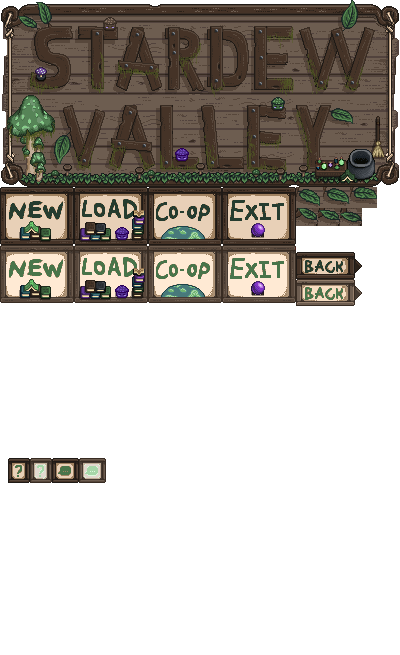 STARDEW
VALLEY
NEW LOAD CO-OP EXIT
NEW LOAD CO-OP EXIT
BACK
BACK
? ?